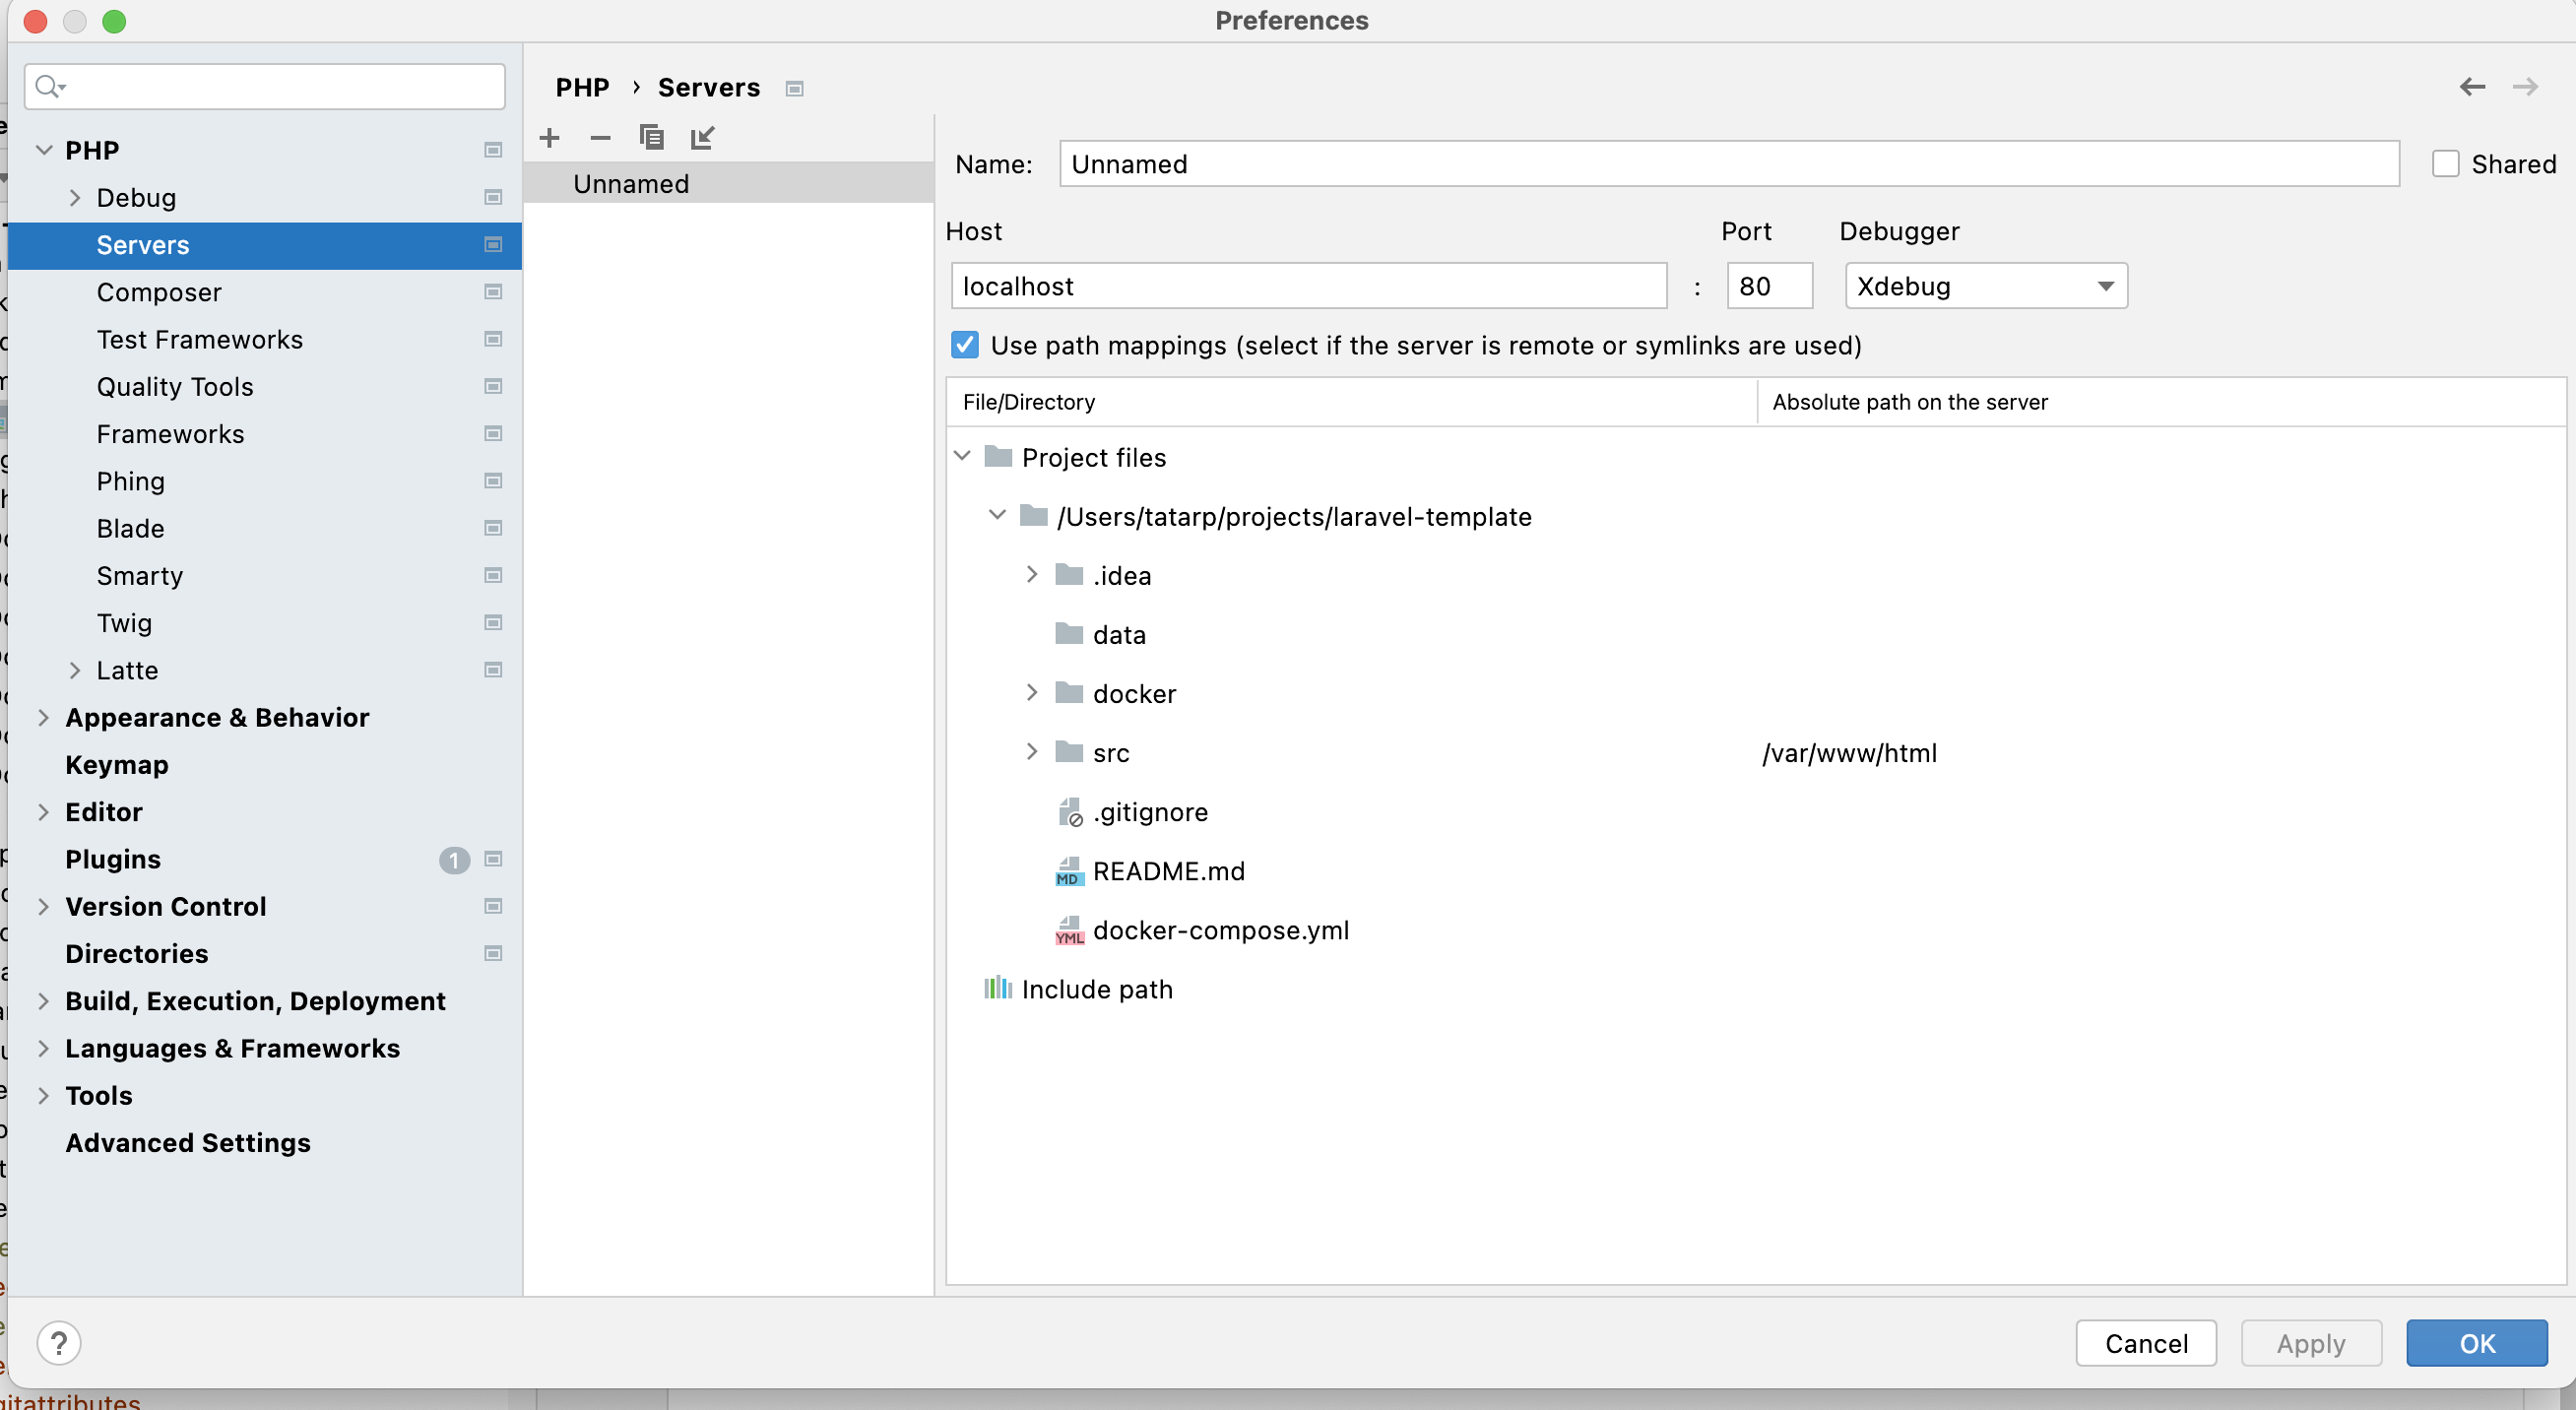 Preferences
PHP › Servers
PHP
Debug
Servers
Composer
Test Frameworks
Quality Tools
Frameworks
Phing
Blade
Smarty
Twig
Latte
Appearance & Behavior
Keymap
Editor
Plugins 1
Version Control
Directories
Build, Execution, Deployment
Languages & Frameworks
Tools
Advanced Settings
Unnamed
Name: Unnamed Shared
Host Port Debugger
localhost : 80 Xdebug
Use path mappings (select if the server is remote or symlinks are used)
File/Directory Absolute path on the server
Project files
/Users/tatarp/projects/laravel-template
.idea
data
docker
src /var/www/html
.gitignore
MD README.md
YML docker-compose.yml
Include path
? Cancel Apply OK
gitattributes